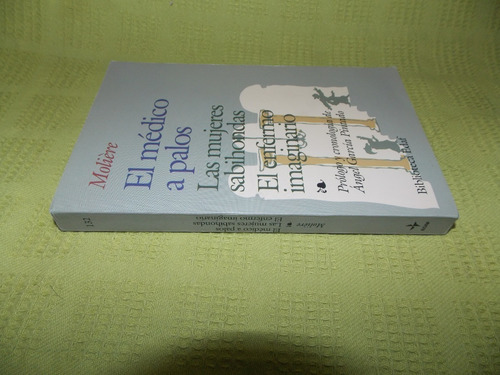 Molière
El médico
a palos
Las mujeres
sabihondas
El enfermo
imaginario
Prólogo y cronología de
Ángel García Pintado
Biblioteca Edaf
132
Molière
El médico a palos
Las mujeres sabihondas
El enfermo imaginario